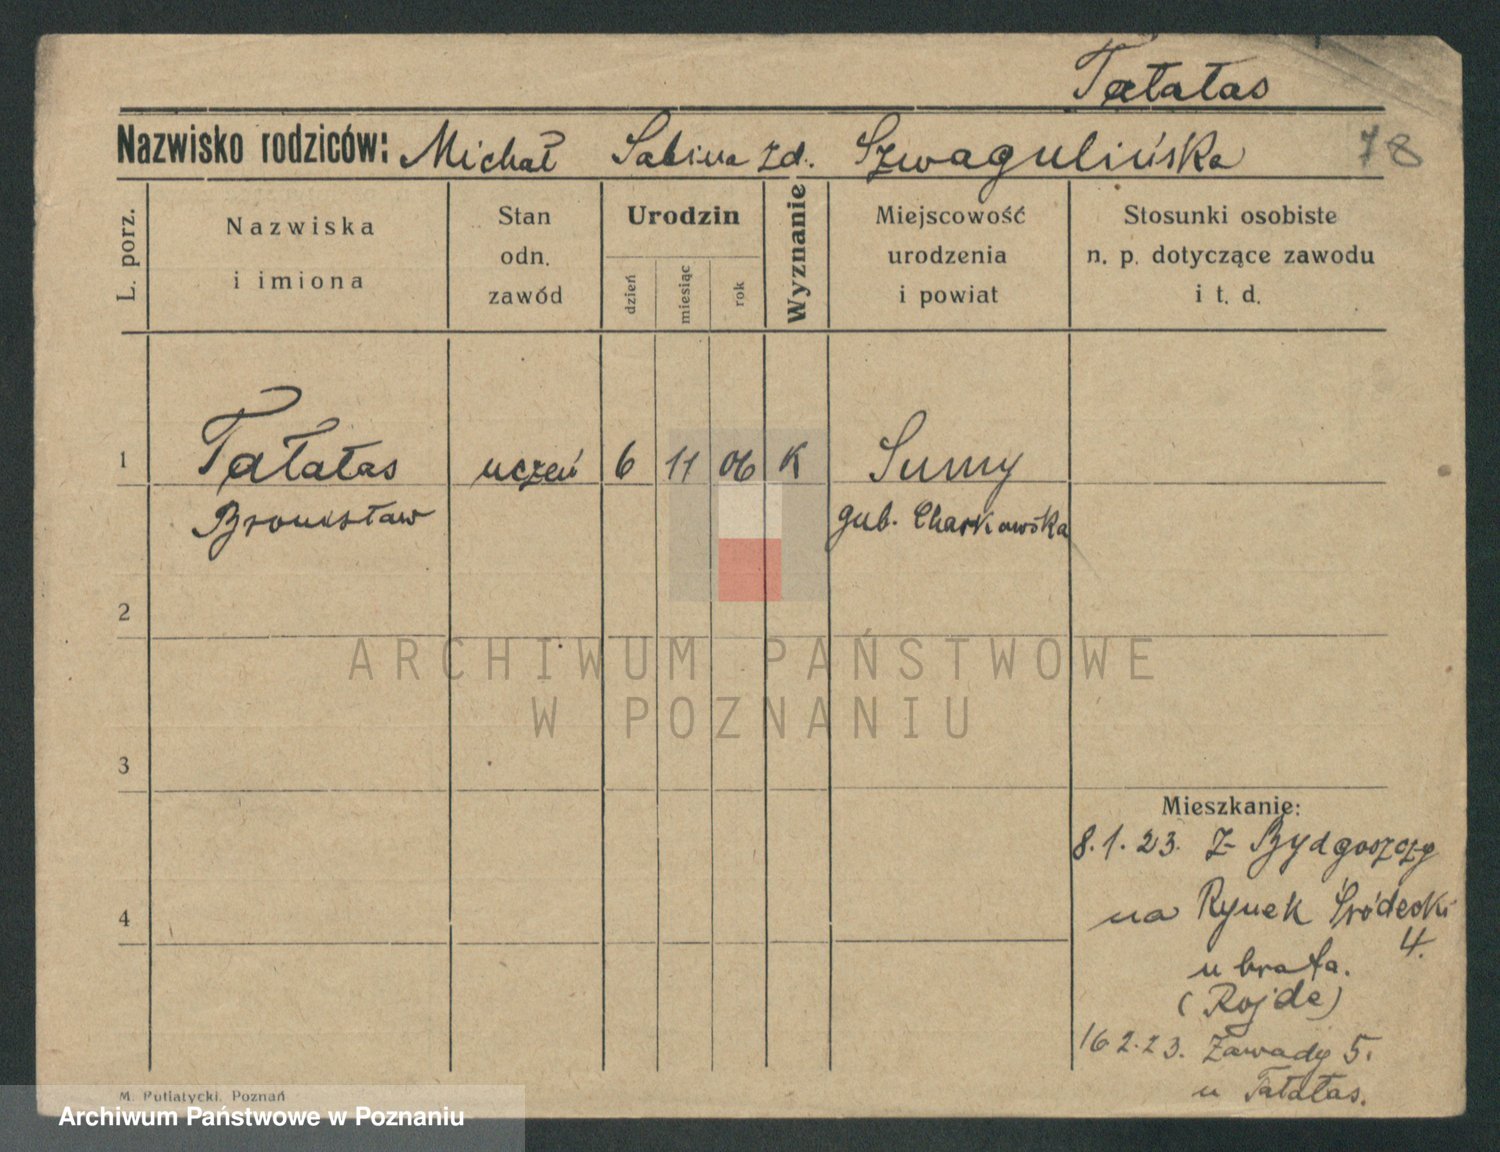 Tałałas
Nazwisko rodziców: Michał Sabina zd. Szwagulińska 78
L. porz.
Nazwiska
i imiona
Stan
odn.
zawód
Urodzin
dzień
miesiąc
rok
Wyznanie
Miejscowość
urodzenia
i powiat
Stosunki osobiste
n. p. dotyczące zawodu
i t. d.
1 Tałałas uczeń 6 11 06 K Sumy
Bronisław gub. Charkowska
2
ARCHIWUM PAŃSTWOWE
W POZNANIU
3
Mieszkanie:
8.1.23. Z Bydgoszczy
4 na Rynek Śródecki
4.
u brata.
(Rojde)
16 2.23. Zawady 5.
u Tałałas.
M. Putiatycki, Poznań
Archiwum Państwowe w Poznaniu